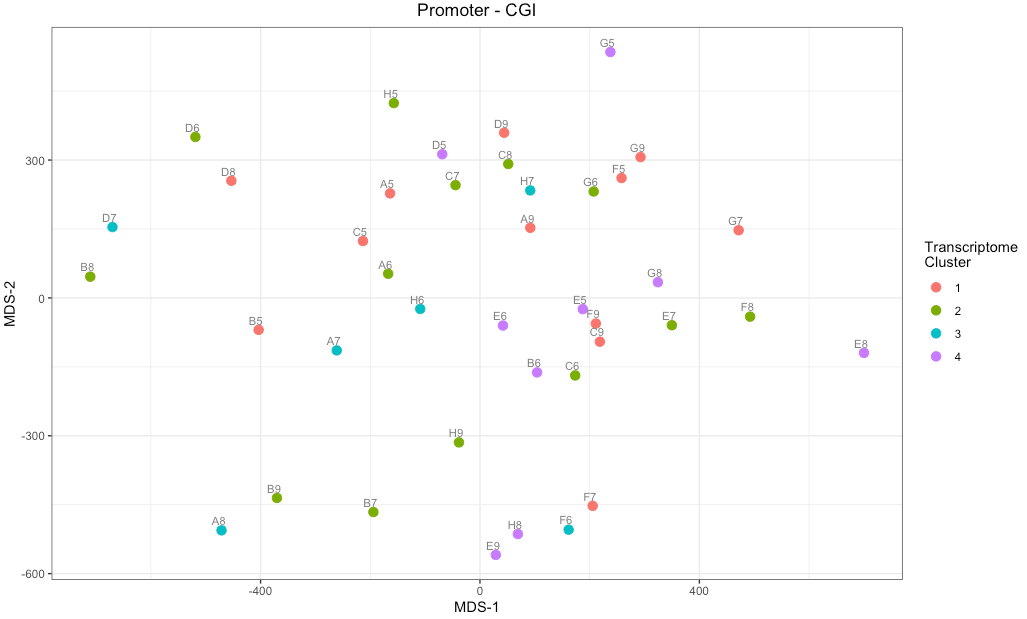 Promoter - CGI
G5
H5
D9
D6
D5
C8
G9
D8
A5
C7
H7
F5
G6
D7
C5
A9
G7
B8
A6
G8
H6
E5
B5
E6
F9
E7
F8
A7
C9
E8
B6
C6
H9
B9
B7
F7
A8
H8
F6
E9
300
0
-300
-600
-400
0
400
MDS-1
MDS-2
Transcriptome
Cluster
1
2
3
4